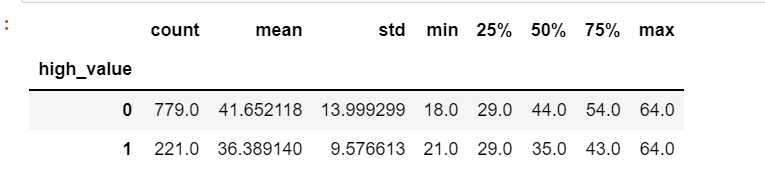 :
count mean std min 25% 50% 75% max
high_value
0 779.0 41.652118 13.999299 18.0 29.0 44.0 54.0 64.0
1 221.0 36.389140 9.576613 21.0 29.0 35.0 43.0 64.0